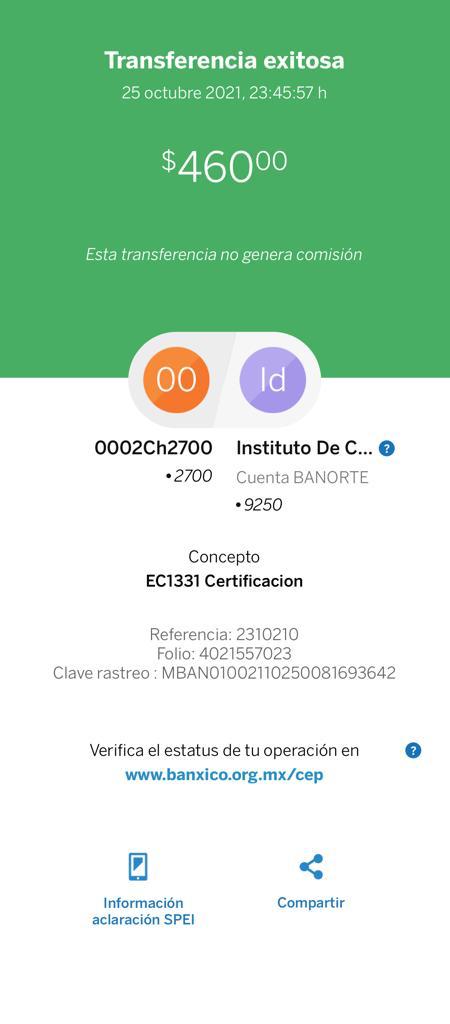 Transferencia exitosa
25 octubre 2021, 23:45:57 h
$460⁰⁰
Esta transferencia no genera comisión
00
Id
0002Ch2700
Instituto De C... ?
•2700
Cuenta BANORTE
•9250
Concepto
EC1331 Certificacion
Referencia: 2310210
Folio: 4021557023
Clave rastreo : MBAN01002110250081693642
Verifica el estatus de tu operación en ?
www.banxico.org.mx/cep
Información
aclaración SPEI
Compartir